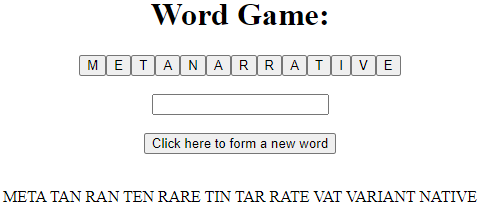 Word Game:
M E T A N A R R A T I V E
Click here to form a new word
META TAN RAN TEN RARE TIN TAR RATE VAT VARIANT NATIVE